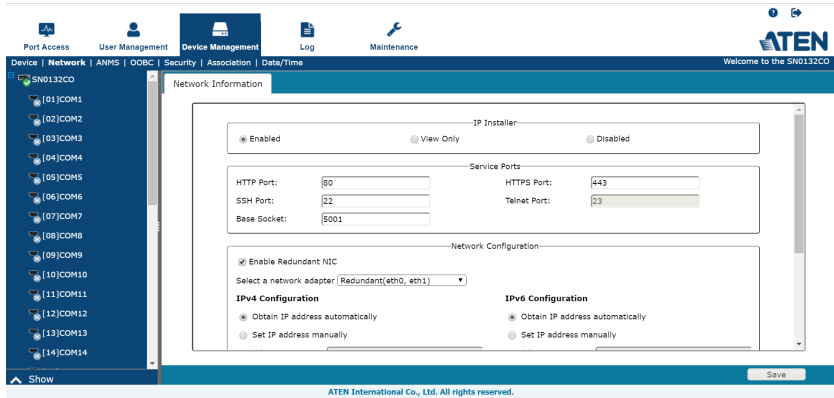 Port Access
User Management
Device Management
Log
Maintenance
ATEN
Device | Network | ANMS | OOBC | Security | Association | Date/Time
Welcome to the SN0132CO
SN0132CO
[01]COM1
[02]COM2
[03]COM3
[04]COM4
[05]COM5
[06]COM6
[07]COM7
[08]COM8
[09]COM9
[10]COM10
[11]COM11
[12]COM12
[13]COM13
[14]COM14
Show
Network Information
IP Installer
Enabled
View Only
Disabled
Service Ports
HTTP Port: 80
HTTPS Port: 443
SSH Port: 22
Telnet Port: 23
Base Socket: 5001
Network Configuration
Enable Redundant NIC
Select a network adapter Redundant(eth0, eth1)
IPv4 Configuration
IPv6 Configuration
Obtain IP address automatically
Obtain IP address automatically
Set IP address manually
Set IP address manually
Save
ATEN International Co., Ltd. All rights reserved.